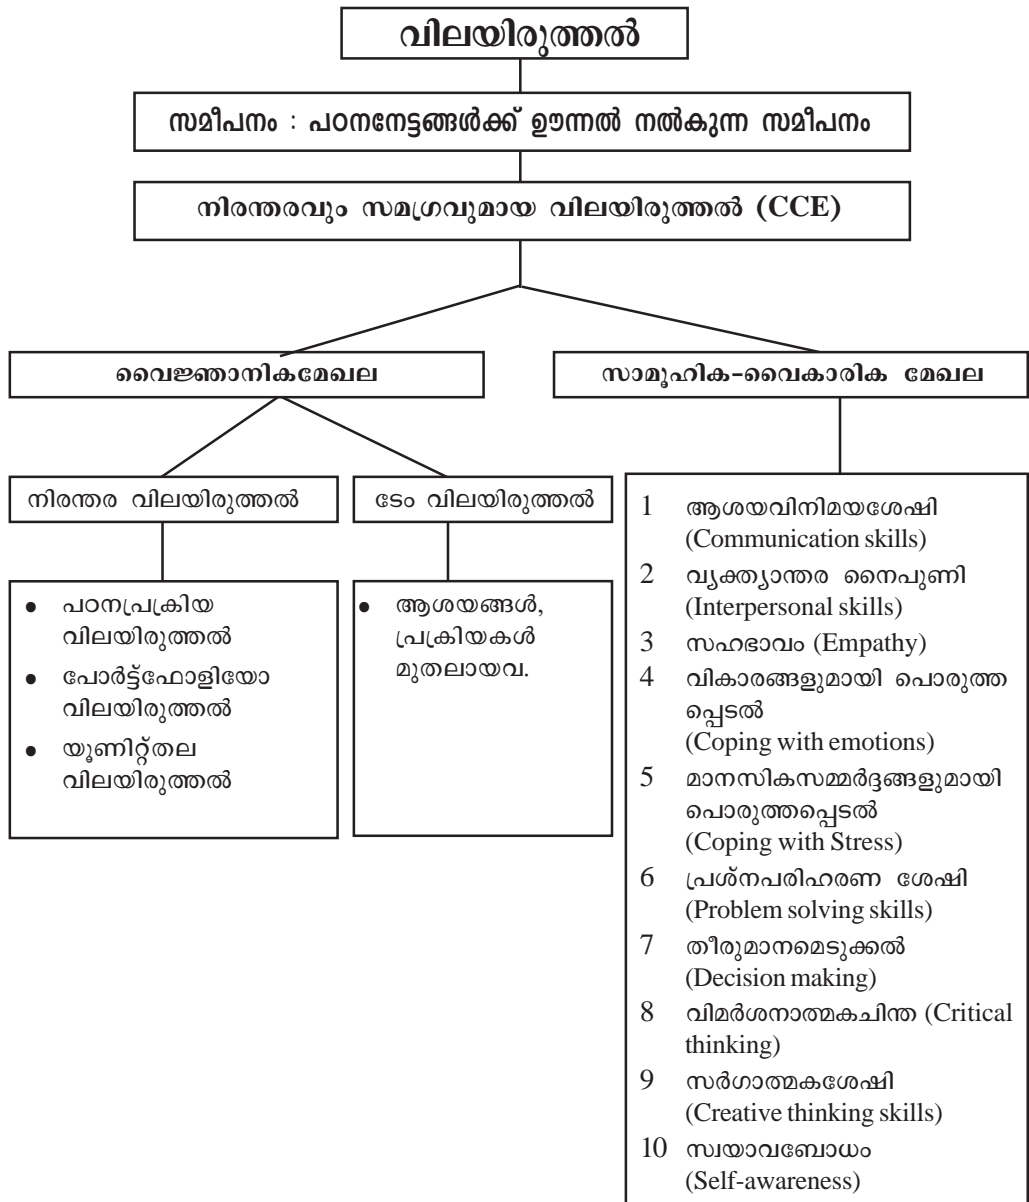 വിലയിരുത്തൽ
സമീപനം : പഠനനേട്ടങ്ങൾക്ക് ഊന്നൽ നൽകുന്ന സമീപനം
നിരന്തരവും സമഗ്രവുമായ വിലയിരുത്തൽ (CCE)
വൈജ്ഞാനികമേഖല
സാമൂഹിക-വൈകാരിക മേഖല
നിരന്തര വിലയിരുത്തൽ
ടേം വിലയിരുത്തൽ
● പഠനപ്രക്രിയ
വിലയിരുത്തൽ
● പോർട്ട്ഫോളിയോ
വിലയിരുത്തൽ
● യൂണിറ്റ്തല
വിലയിരുത്തൽ
● ആശയങ്ങൾ,
പ്രക്രിയകൾ
മുതലായവ.
1 ആശയവിനിമയശേഷി
(Communication skills)
2 വ്യക്ത്യാന്തര നൈപുണി
(Interpersonal skills)
3 സഹഭാവം (Empathy)
4 വികാരങ്ങളുമായി പൊരുത്ത
പ്പെടൽ
(Coping with emotions)
5 മാനസികസമ്മർദ്ദങ്ങളുമായി
പൊരുത്തപ്പെടൽ
(Coping with Stress)
6 പ്രശ്നപരിഹരണ ശേഷി
(Problem solving skills)
7 തീരുമാനമെടുക്കൽ
(Decision making)
8 വിമർശനാത്മകചിന്ത (Critical
thinking)
9 സർഗാത്മകശേഷി
(Creative thinking skills)
10 സ്വയാവബോധം
(Self-awareness)